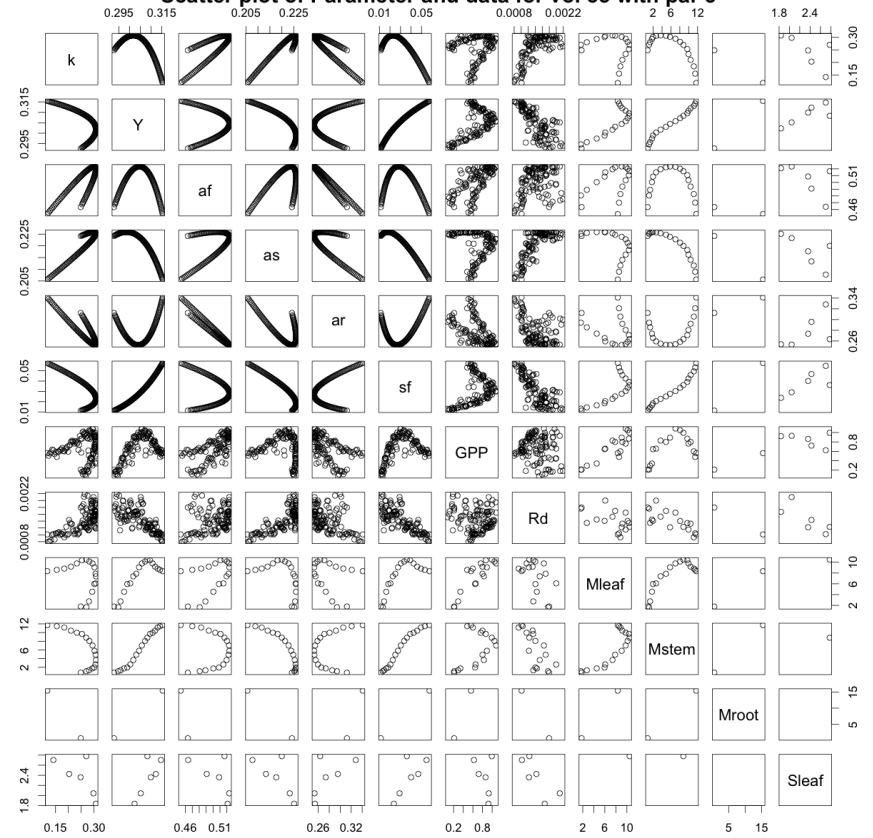 Scatter plot of Parameter and data for vol 35 with par 3
0.295 0.315 0.205 0.225 0.01 0.05 0.0008 0.0022 2 6 12 1.8 2.4
k 0.15 0.30
0.295 0.315 Y
af 0.46 0.51
0.205 0.225 as
ar 0.26 0.34
0.01 0.05 sf
GPP 0.2 0.8
0.0008 0.0022 Rd
Mleaf 2 6 10
2 6 12 Mstem
Mroot 5 15
1.8 2.4 Sleaf
0.15 0.30 0.46 0.51 0.26 0.32 0.2 0.8 2 6 10 5 15